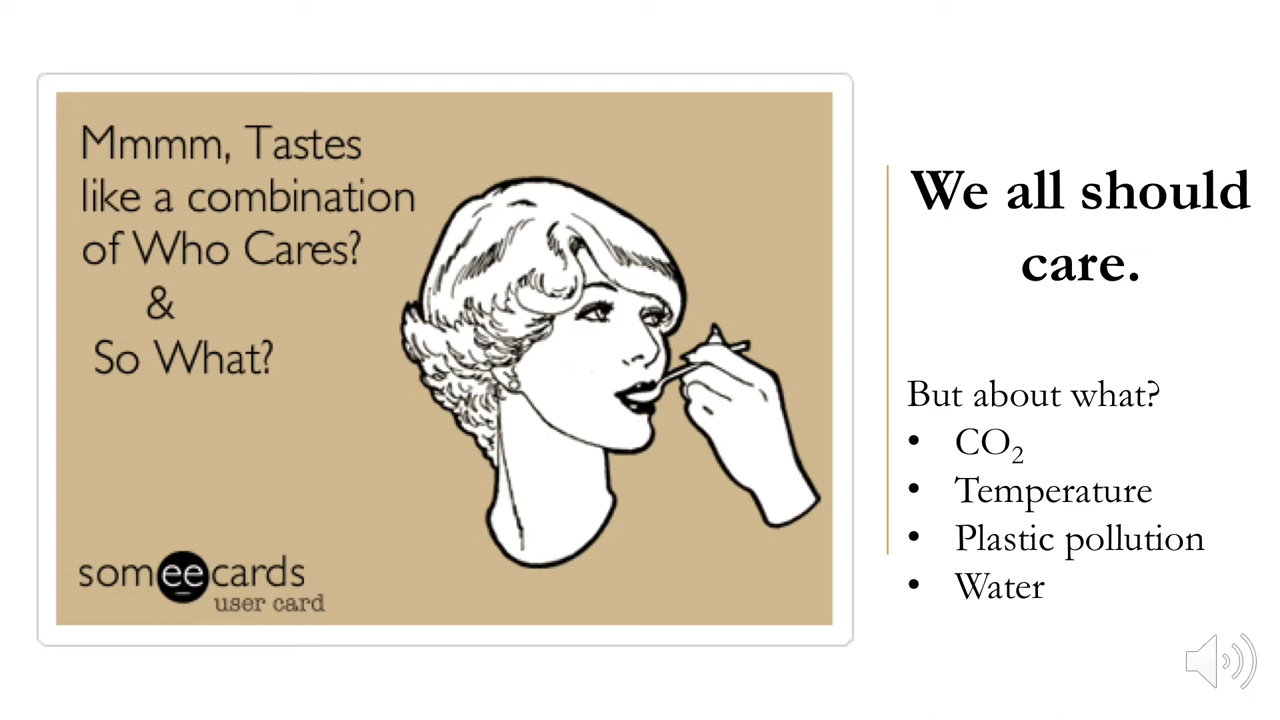 Mmmm, Tastes
like a combination
of Who Cares?
&
So What?
someecards
user card
We all should
care.
But about what?
• CO₂
• Temperature
• Plastic pollution
• Water